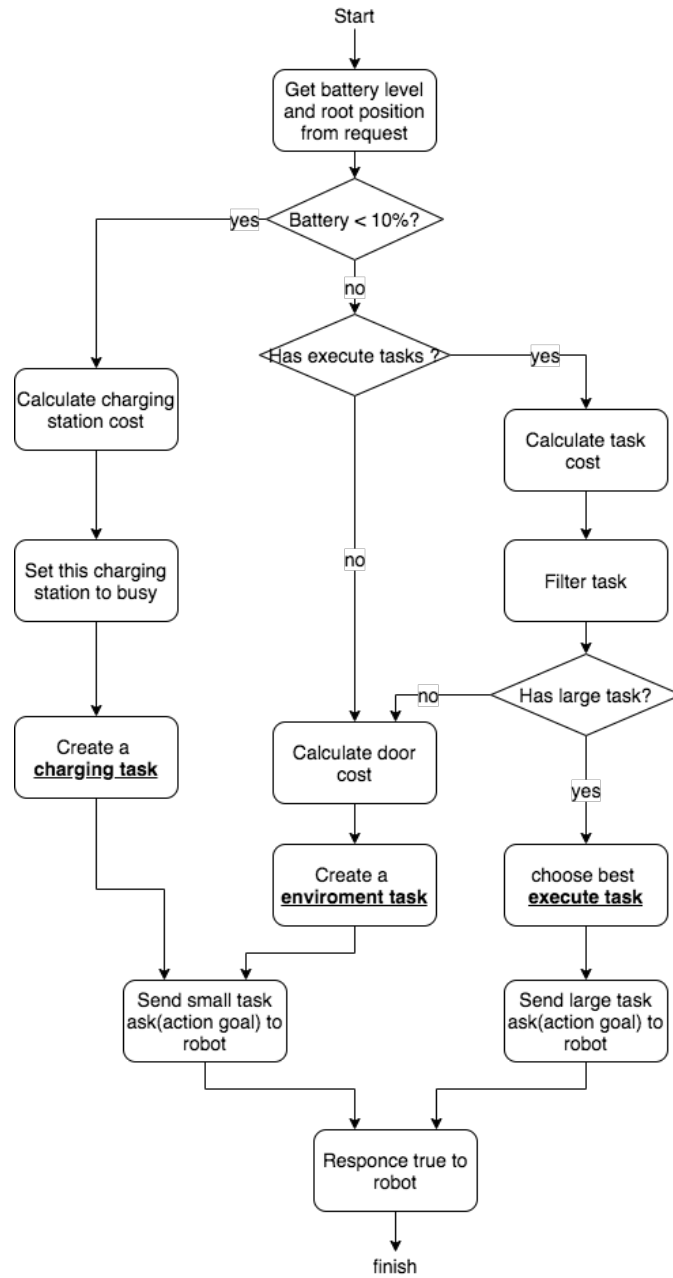 Start
Get battery level
and root position
from request
Battery < 10%?
yes
no
Has execute tasks ?
yes
Calculate charging
station cost
Calculate task
cost
Set this charging
station to busy
no
Filter task
Has large task?
no
Create a
charging task
Calculate door
cost
yes
Create a
enviroment task
choose best
execute task
Send small task
ask(action goal) to
robot
Send large task
ask(action goal) to
robot
Responce true to
robot
finish